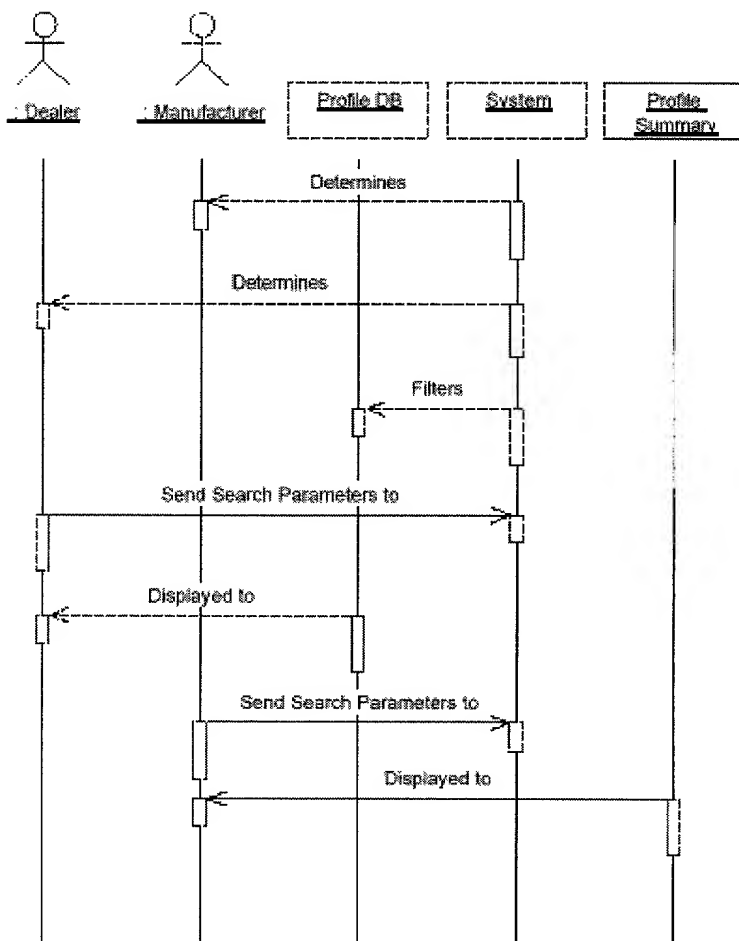 : Dealer
: Manufacturer
Profile DB
System
Profile
Summary
Determines
Determines
Filters
Send Search Parameters to
Displayed to
Send Search Parameters to
Displayed to